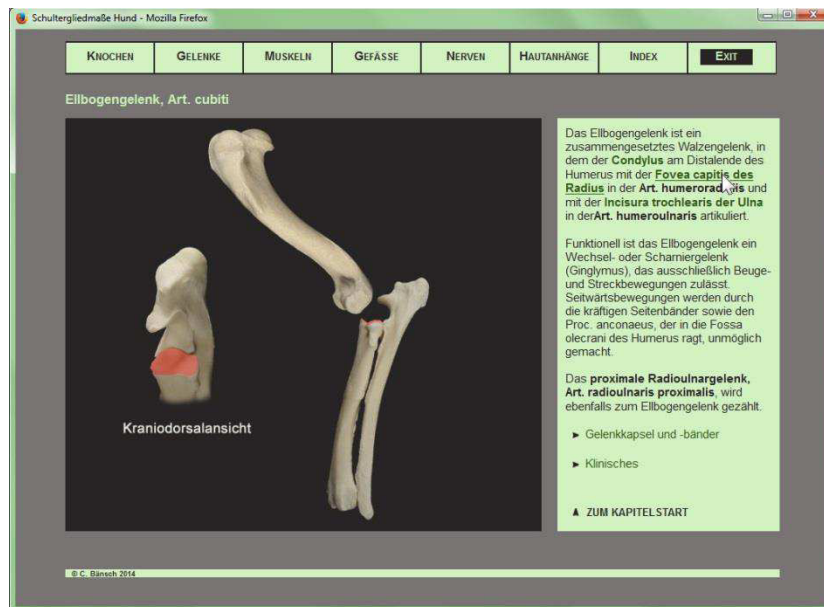 Schultergliedmaße Hund - Mozilla Firefox
KNOCHEN GELENKE MUSKELN GEFÄSSE NERVEN HAUTANHÄNGE INDEX EXIT
Ellbogengelenk, Art. cubiti
Das Ellbogengelenk ist ein
zusammengesetztes Walzengelenk, in
dem der Condylus am Distalende des
Humerus mit der Fovea capitis des
Radius in der Art. humeroradialis und
mit der Incisura trochlearis der Ulna
in derArt. humeroulnaris artikuliert.
Funktionell ist das Ellbogengelenk ein
Wechsel- oder Scharniergelenk
(Ginglymus), das ausschließlich Beuge-
und Streckbewegungen zulässt.
Seitwärtsbewegungen werden durch
die kräftigen Seitenbänder sowie den
Proc. anconaeus, der in die Fossa
olecrani des Humerus ragt, unmöglich
gemacht.
Das proximale Radioulnargelenk,
Art. radioulnaris proximalis, wird
ebenfalls zum Ellbogengelenk gezählt.
► Gelenkkapsel und -bänder
► Klinisches
▲ ZUM KAPITELSTART
Kraniodorsalansicht
© C. Bänsch 2014